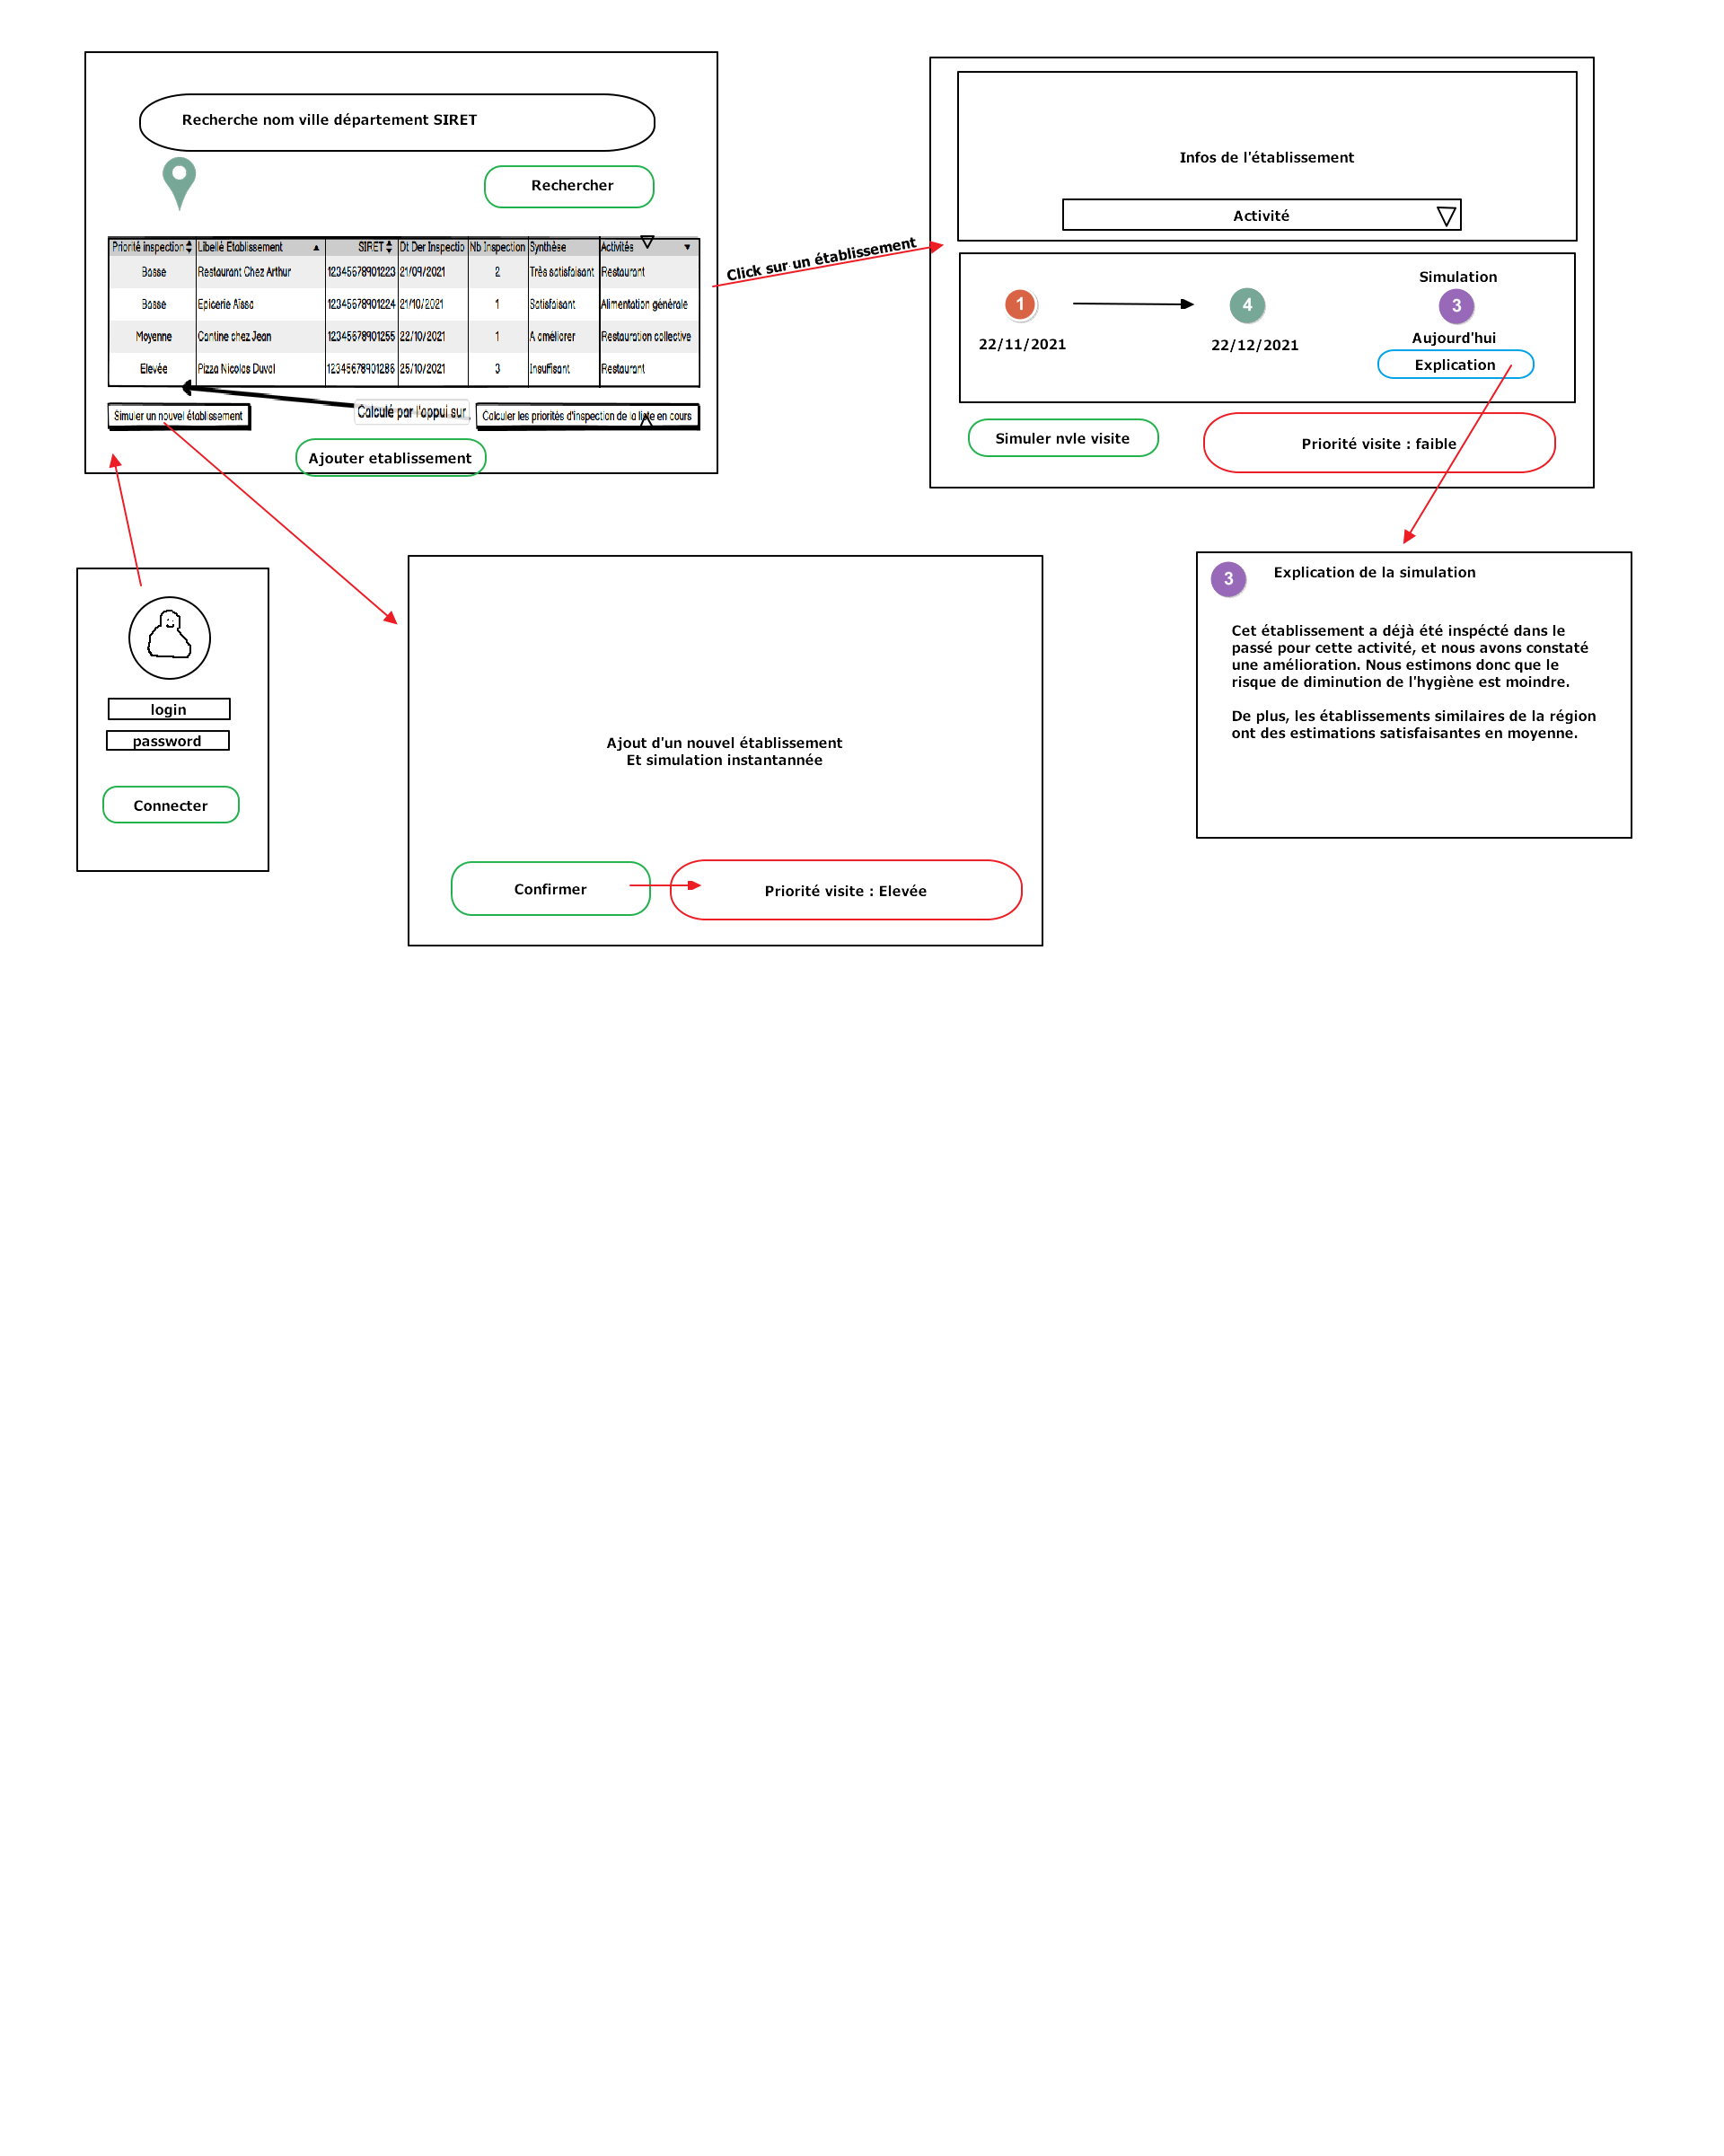 Recherche nom ville département SIRET
Rechercher
Priorité inspection Libellé Etablissement SIRET Dt Der Inspectio Nb Inspection Synthèse Activités
Basse Restaurant Chez Arthur 12345678901223 21/09/2021 2 Très satisfaisant Restaurant
Basse Epicerie Aïssa 12345678901224 21/10/2021 1 Satisfaisant Alimentation générale
Moyenne Cantine chez Jean 12345678901255 22/10/2021 1 A améliorer Restauration collective
Elevée Pizza Nicolas Duval 12345678901286 25/10/2021 3 Insuffisant Restaurant
Simuler un nouvel établissement
Calculé par l'appui sur
Calculer les priorités d'inspection de la liste en cours
Ajouter etablissement
Click sur un établissement
Infos de l'établissement
Activité
Simulation
1
4
3
22/11/2021
22/12/2021
Aujourd'hui
Explication
Simuler nvle visite
Priorité visite : faible
login
password
Connecter
Ajout d'un nouvel établissement
Et simulation instantannée
Confirmer
Priorité visite : Elevée
3
Explication de la simulation
Cet établissement a déjà été inspécté dans le
passé pour cette activité, et nous avons constaté
une amélioration. Nous estimons donc que le
risque de diminution de l'hygiène est moindre.
De plus, les établissements similaires de la région
ont des estimations satisfaisantes en moyenne.